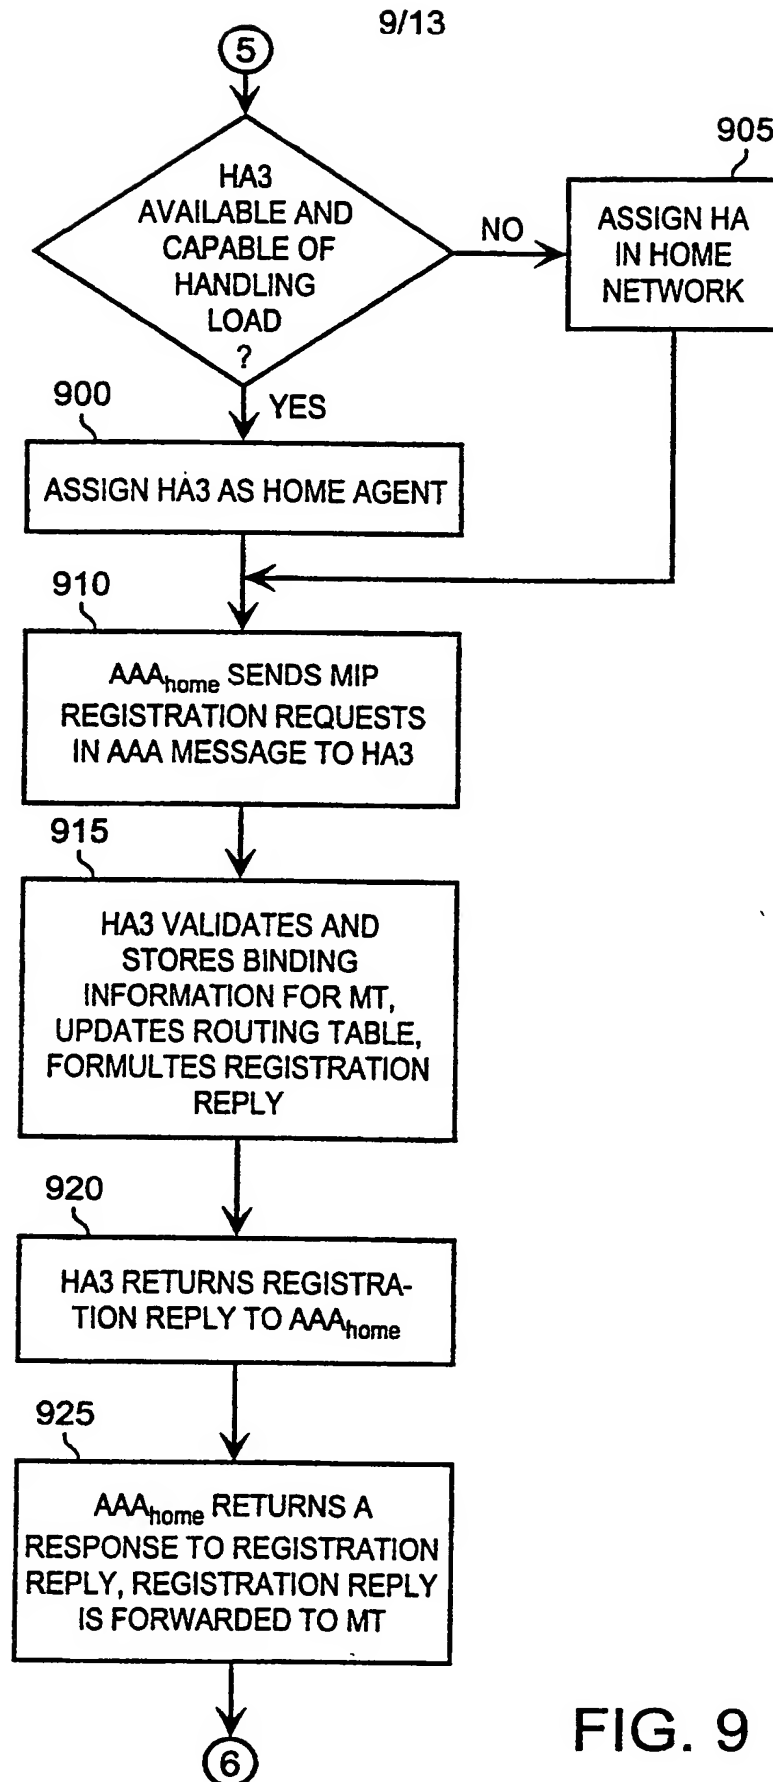 9/13
5
HA3
AVAILABLE AND
CAPABLE OF
HANDLING
LOAD
?
NO
905
ASSIGN HA
IN HOME
NETWORK
YES
900
ASSIGN HA3 AS HOME AGENT
910
AAAhome SENDS MIP
REGISTRATION REQUESTS
IN AAA MESSAGE TO HA3
915
HA3 VALIDATES AND
STORES BINDING
INFORMATION FOR MT,
UPDATES ROUTING TABLE,
FORMULTES REGISTRATION
REPLY
920
HA3 RETURNS REGISTRA-
TION REPLY TO AAAhome
925
AAAhome RETURNS A
RESPONSE TO REGISTRATION
REPLY, REGISTRATION REPLY
IS FORWARDED TO MT
6
FIG. 9